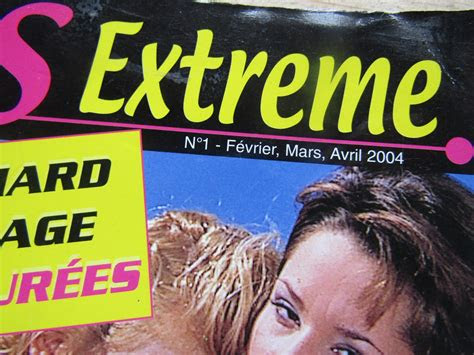 S Extreme
N°1 - Février, Mars, Avril 2004
HARD
AGE
URÉES